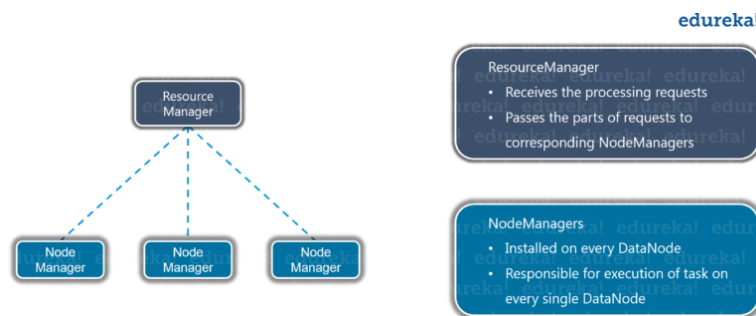 edureka!
Resource
Manager
Node
Manager
Node
Manager
Node
Manager
ResourceManager
• Receives the processing requests
• Passes the parts of requests to
corresponding NodeManagers
NodeManagers
• Installed on every DataNode
• Responsible for execution of task on
every single DataNode